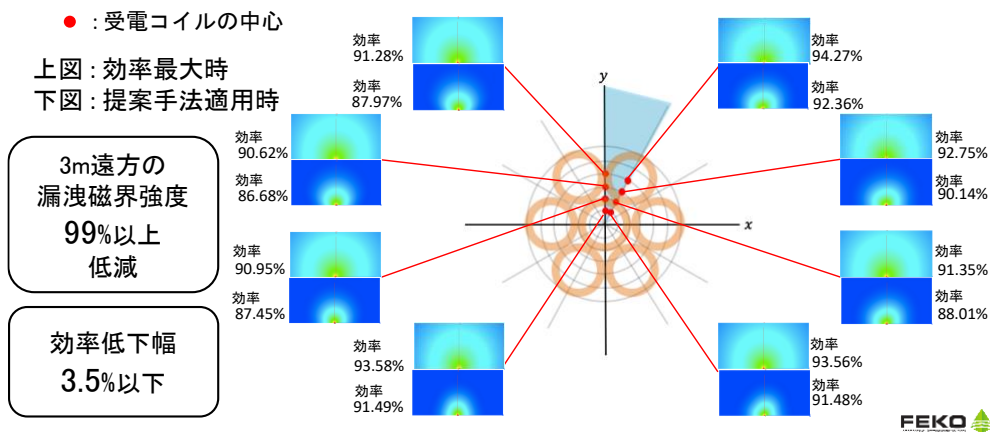 ：受電コイルの中心
上図：効率最大時
下図：提案手法適用時
3m遠方の
漏洩磁界強度
99%以上
低減
効率低下幅
3.5%以下
効率
91.28%
効率
87.97%
効率
90.62%
効率
86.68%
効率
90.95%
効率
87.45%
効率
93.58%
効率
91.49%
y
x
効率
94.27%
効率
92.36%
効率
92.75%
効率
90.14%
効率
91.35%
効率
88.01%
効率
93.56%
効率
91.48%
FEKO